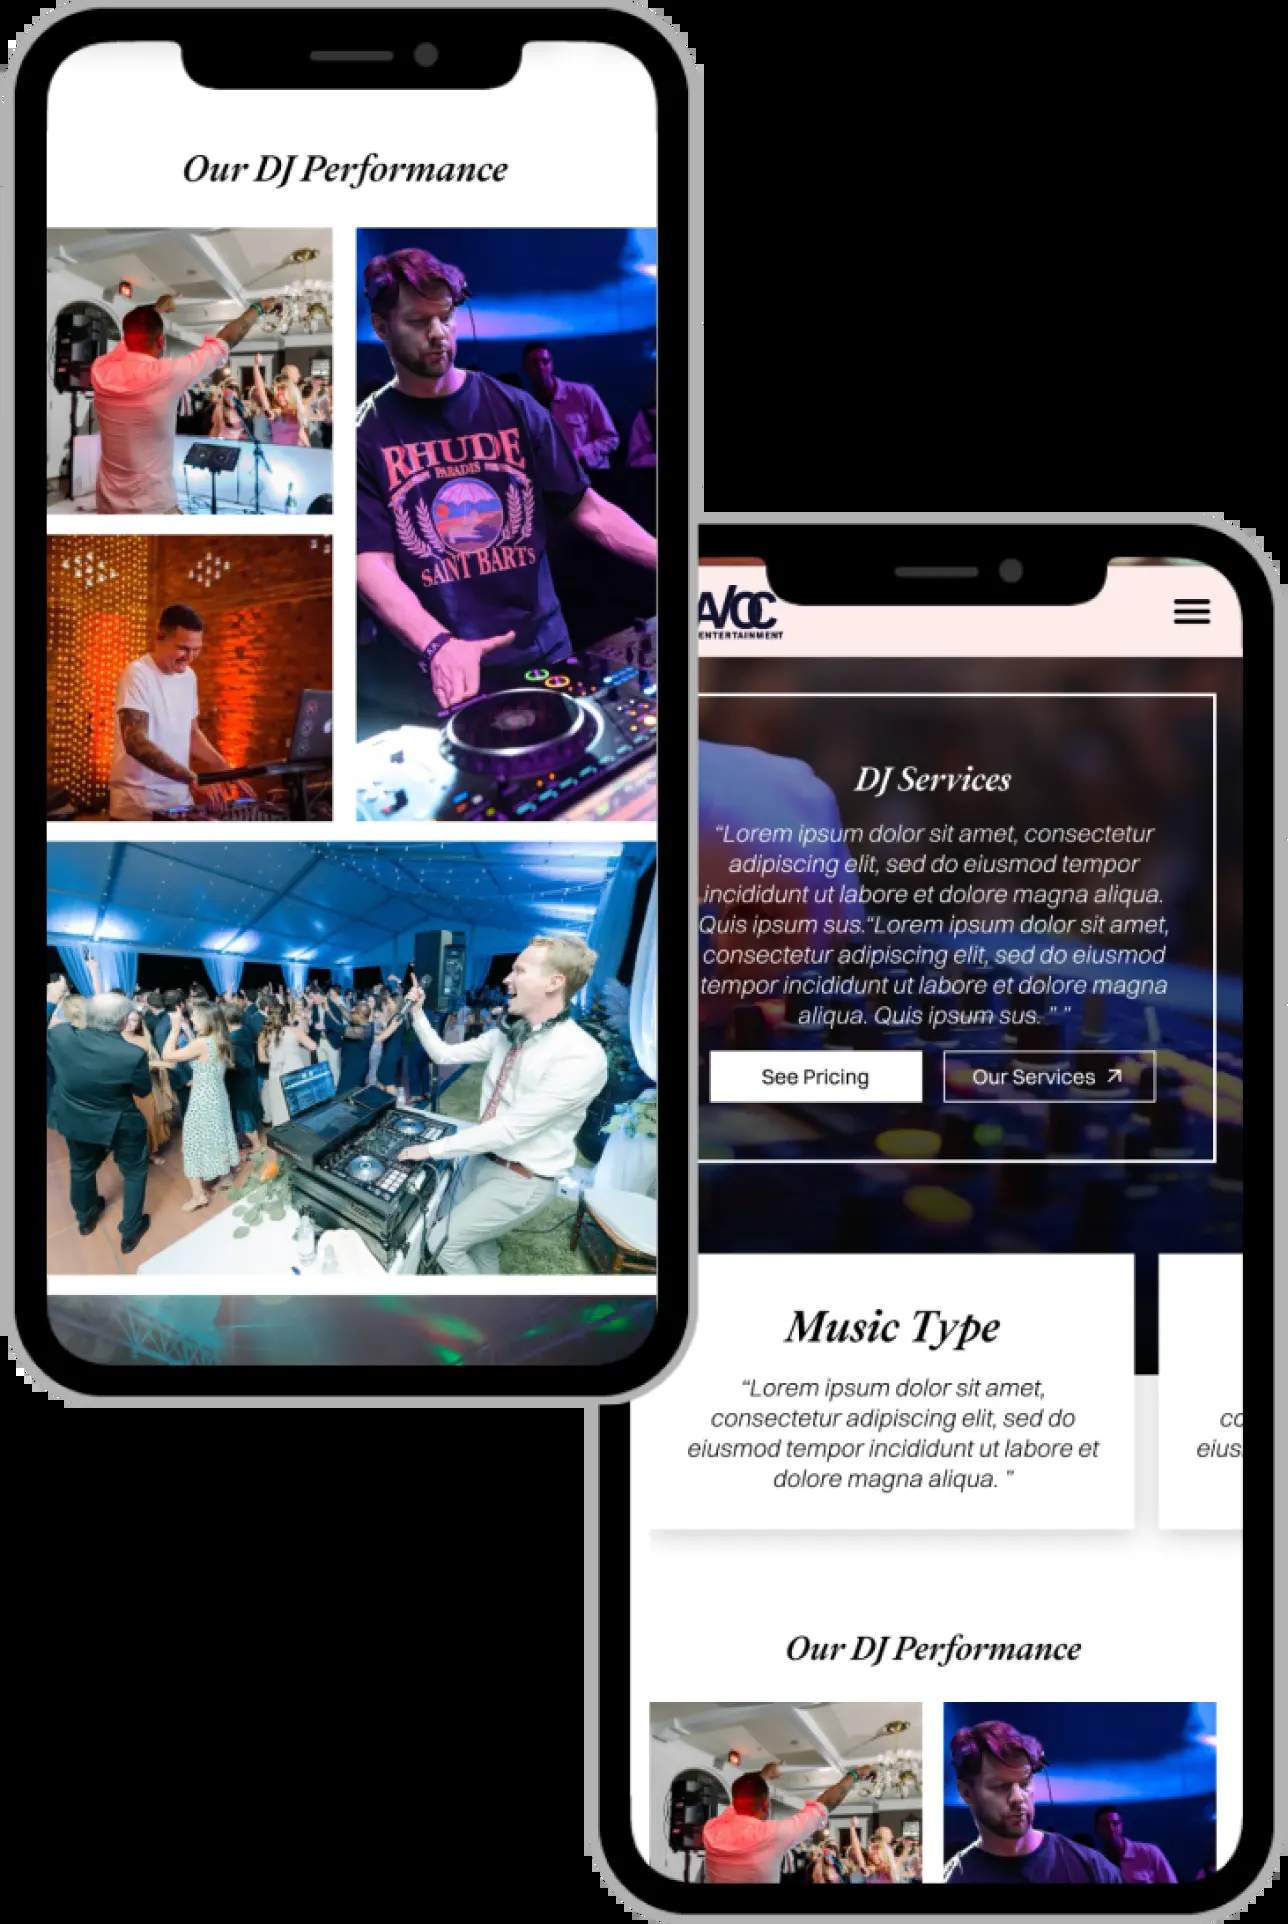 Our DJ Performance
RHUDE
PARADIS
SAINT BARTS
AVOC
ENTERTAINMENT
DJ Services
“Lorem ipsum dolor sit amet, consectetur
adipiscing elit, sed do eiusmod tempor
incididunt ut labore et dolore magna aliqua.
Quis ipsum sus.“Lorem ipsum dolor sit amet,
consectetur adipiscing elit, sed do eiusmod
tempor incididunt ut labore et dolore magna
aliqua. Quis ipsum sus. ” ”
See Pricing
Our Services
Music Type
“Lorem ipsum dolor sit amet,
consectetur adipiscing elit, sed do
eiusmod tempor incididunt ut labore et
dolore magna aliqua. ”
co
eius
Our DJ Performance